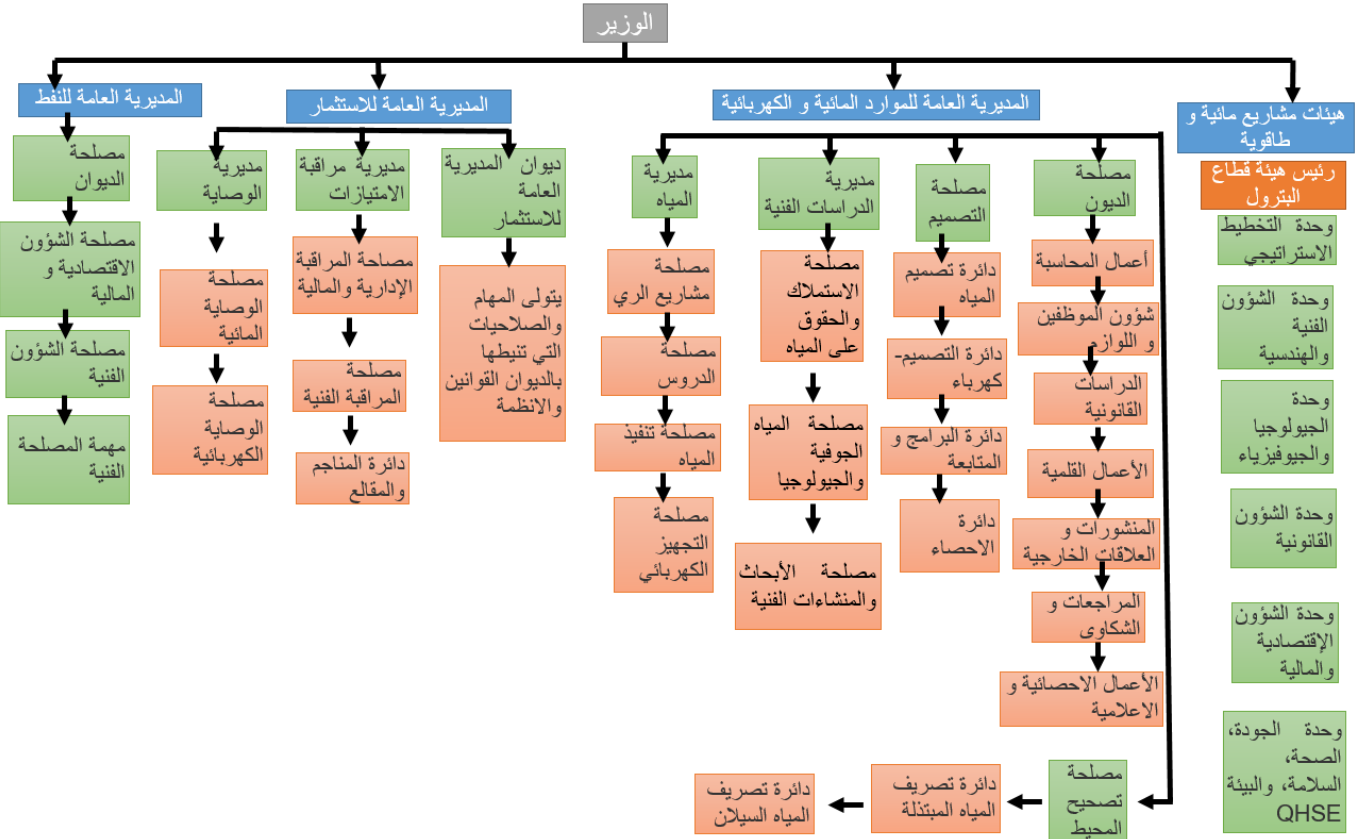 الوزير
هيئات مشاريع مائية و
طاقوية
رئيس هيئة قطاع
البترول
وحدة التخطيط
الاستراتيجي
وحدة الشؤون
الفنية
والهندسية
وحدة
الجيولوجيا
والجيوفيزياء
وحدة الشؤون
القانونية
وحدة الشؤون
الإقتصادية
والمالية
وحدة الجودة،
الصحة،
السلامة، والبيئة
QHSE
المديرية العامة للموارد المائية و الكهربائية
مصلحة
الديون
أعمال المحاسبة
شؤون الموظفين
و اللوازم
الدراسات
القانونية
الأعمال القلمية
المنشورات و
العلاقات الخارجية
المراجعات و
الشكاوى
الأعمال الاحصائية و
الاعلامية
مصلحة
التصميم
دائرة تصميم
المياه
دائرة التصميم-
كهرباء
دائرة البرامج و
المتابعة
دائرة
الاحصاء
مديرية
الدراسات الفنية
مصلحة
الاستملاك
والحقوق
على المياه
مصلحة المياه
الجوفية
والجيولوجيا
مصلحة الأبحاث
والمنشاءات الفنية
مديرية
المياه
مصلحة
مشاريع الري
مصلحة
الدروس
مصلحة تنفيذ
المياه
مصلحة
التجهيز
الكهربائي
مصلحة
تصحيح
المحيط
دائرة تصريف
المياه المبتذلة
دائرة تصريف
المياه السيلان
المديرية العامة للاستثمار
ديوان المديرية
العامة
للاستثمار
يتولى المهام
والصلاحيات
التي تنيطها
بالديوان القوانين
والانظمة
مديرية مراقبة
الامتيازات
مصاحة المراقبة
الإدارية والمالية
مصلحة
المراقبة الفنية
دائرة المناجم
والمقالع
مديرية
الوصاية
مصلحة
الوصاية
المائية
مصلحة
الوصاية
الكهربائية
المديرية العامة للنفط
مصلحة
الديوان
مصلحة الشؤون
الاقتصادية و
المالية
مصلحة الشؤون
الفنية
مهمة المصلحة
الفنية